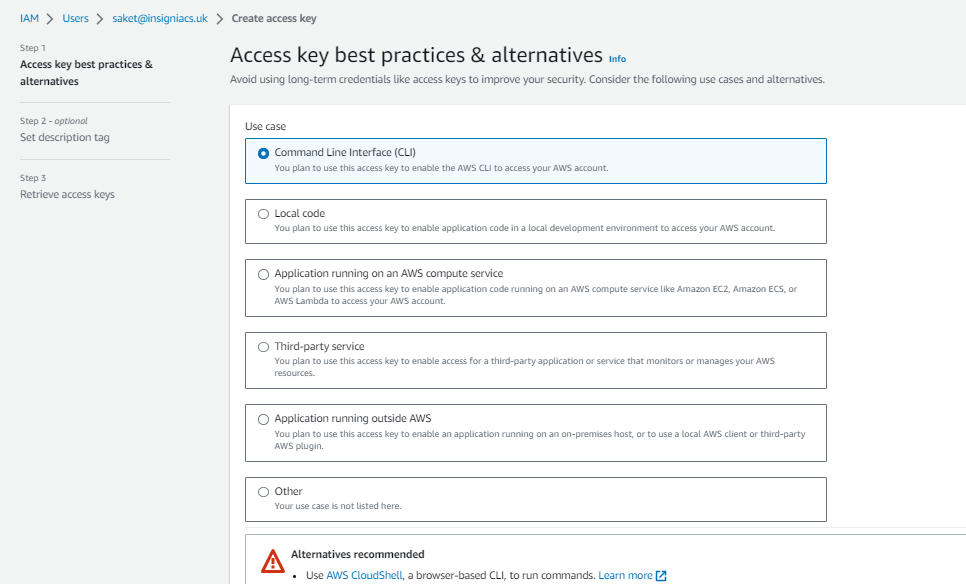 IAM > Users > saket@insigniacs.uk > Create access key
Step 1
Access key best practices &
alternatives
Step 2 - optional
Set description tag
Step 3
Retrieve access keys
Access key best practices & alternatives Info
Avoid using long-term credentials like access keys to improve your security. Consider the following use cases and alternatives.
Use case
Command Line Interface (CLI)
You plan to use this access key to enable the AWS CLI to access your AWS account.
Local code
You plan to use this access key to enable application code in a local development environment to access your AWS account.
Application running on an AWS compute service
You plan to use this access key to enable application code running on an AWS compute service like Amazon EC2, Amazon ECS, or
AWS Lambda to access your AWS account.
Third-party service
You plan to use this access key to enable access for a third-party application or service that monitors or manages your AWS
resources.
Application running outside AWS
You plan to use this access key to enable an application running on an on-premises host, or to use a local AWS client or third-party
AWS plugin.
Other
Your use case is not listed here.
Alternatives recommended
• Use AWS CloudShell, a browser-based CLI, to run commands. Learn more